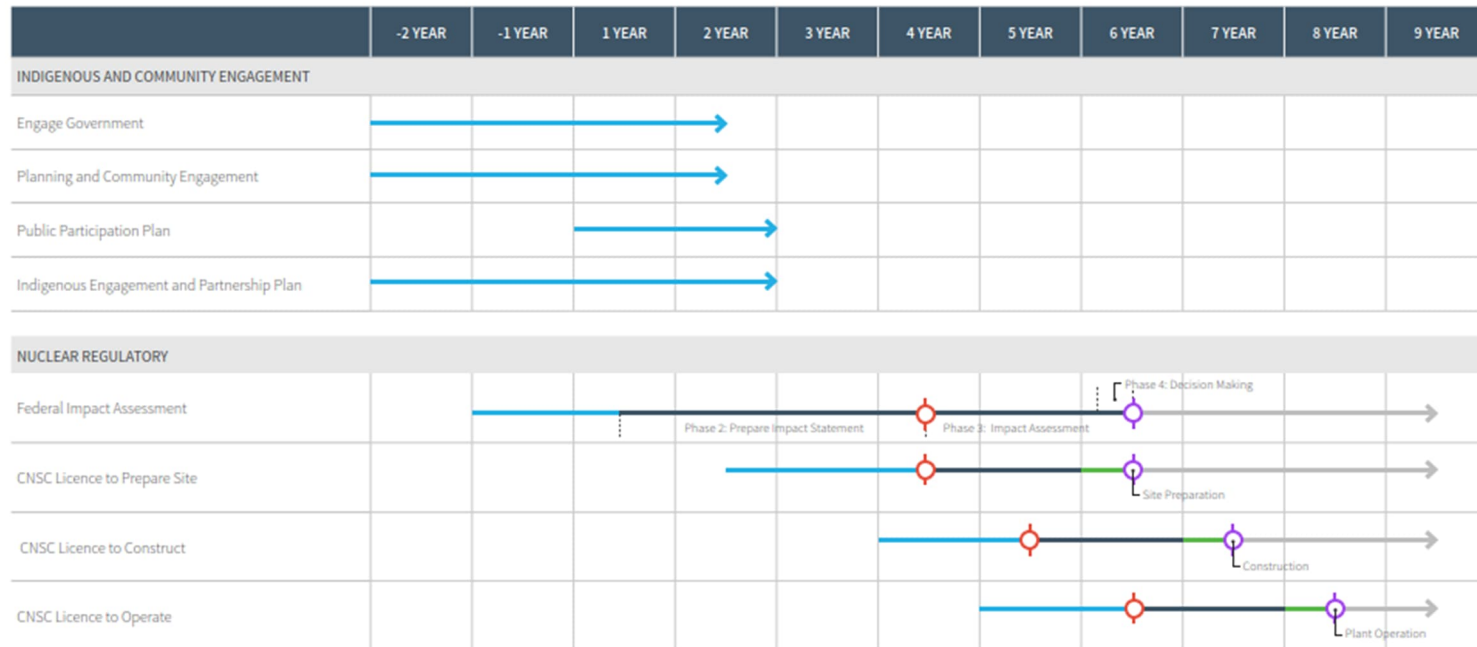 -2 YEAR -1 YEAR 1 YEAR 2 YEAR 3 YEAR 4 YEAR 5 YEAR 6 YEAR 7 YEAR 8 YEAR 9 YEAR
INDIGENOUS AND COMMUNITY ENGAGEMENT
Engage Government
Planning and Community Engagement
Public Participation Plan
Indigenous Engagement and Partnership Plan
NUCLEAR REGULATORY
Phase 4: Decision Making
Federal Impact Assessment
Phase 2: Prepare Impact Statement Phase 3: Impact Assessment
CNSC Licence to Prepare Site
Site Preparation
CNSC Licence to Construct
Construction
CNSC Licence to Operate
Plant Operation